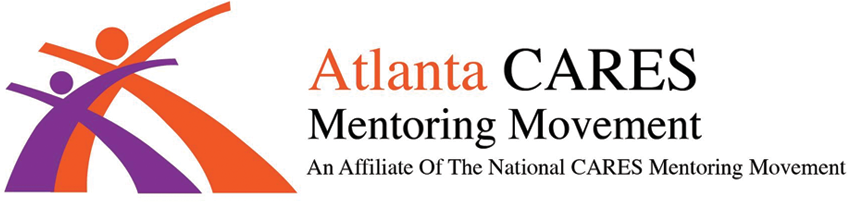 Atlanta CARES
Mentoring Movement
An Affiliate Of The National CARES Mentoring Movement